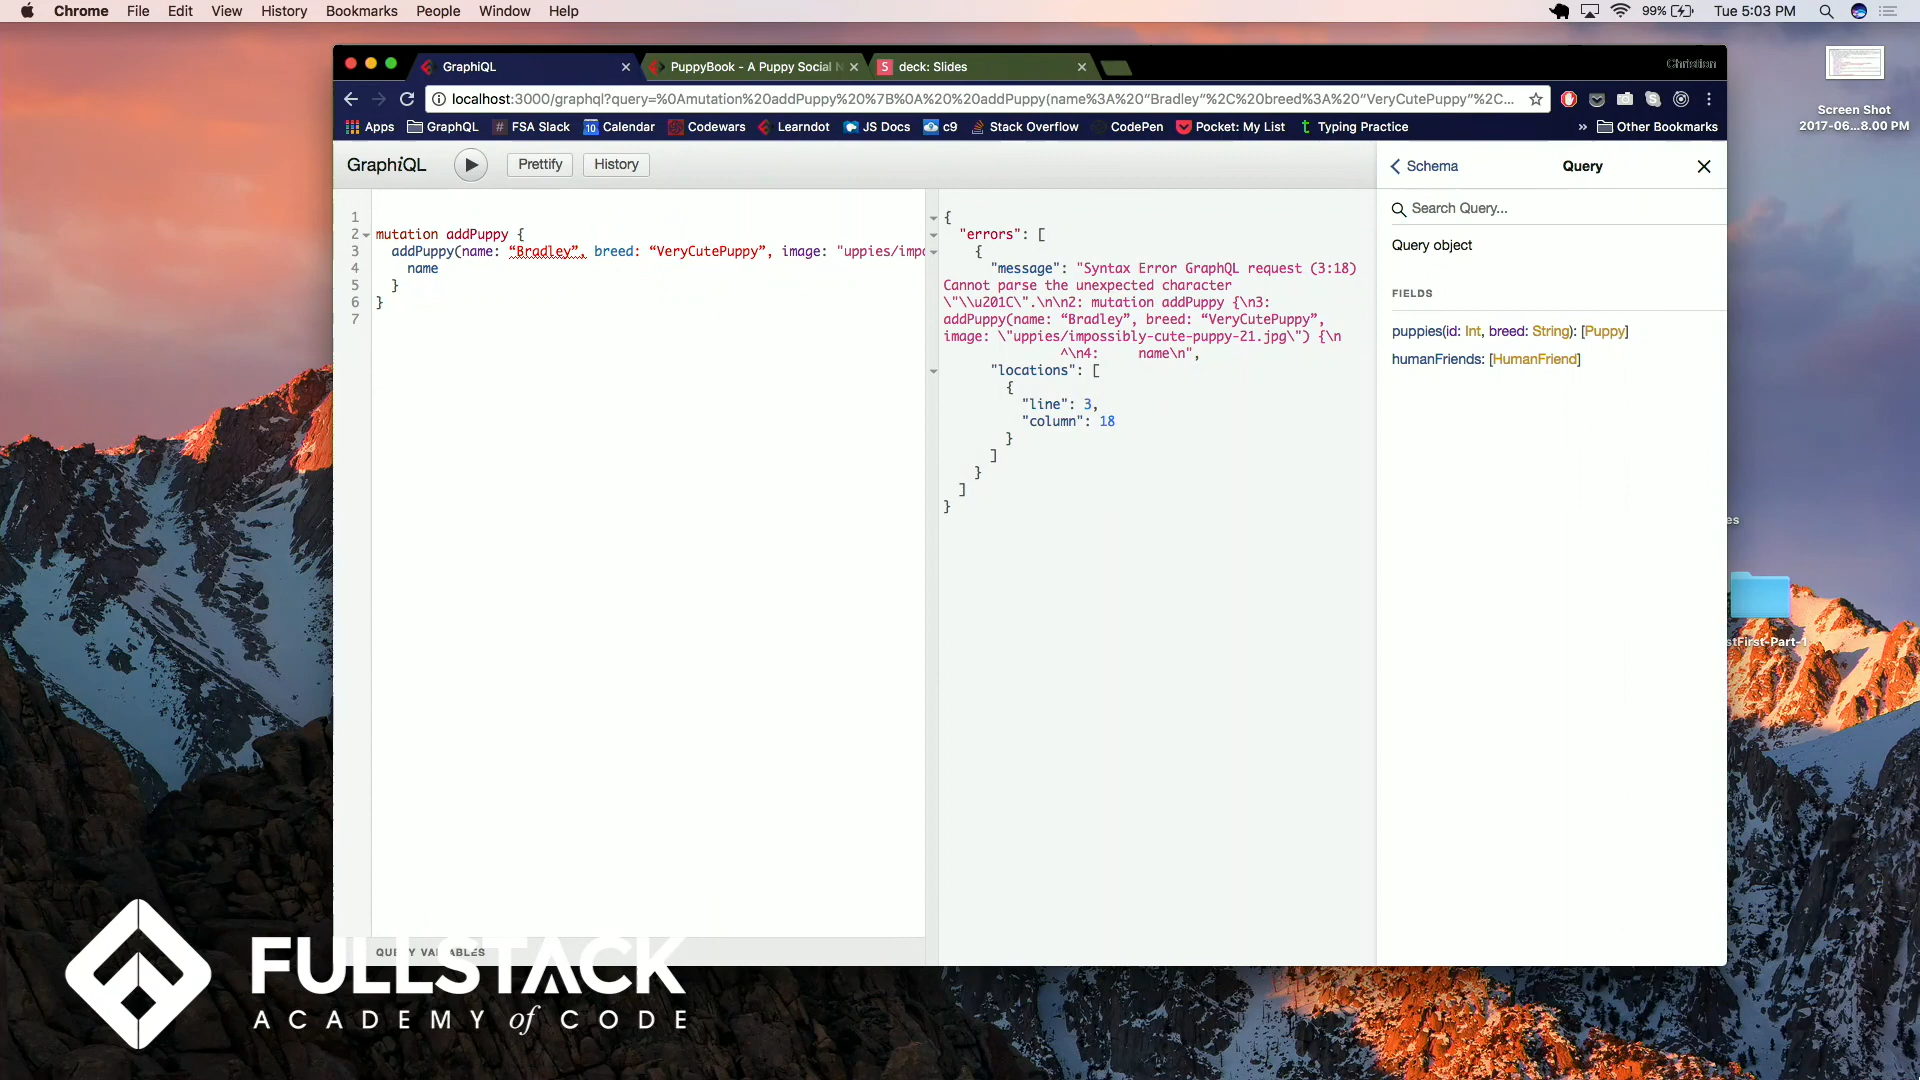 Chrome File Edit View History Bookmarks People Window Help 99% Tue 5:03 PM
GraphiQL PuppyBook - A Puppy Social N deck: Slides Christian
localhost:3000/graphql?query=%0Amutation%20addPuppy%20%7B%0A%20%20addPuppy(name%3A%20"Bradley"%2C%20breed%3A%20"VeryCutePuppy"%2C...
Apps GraphQL FSA Slack Calendar Codewars Learndot JS Docs c9 Stack Overflow CodePen Pocket: My List Typing Practice » Other Bookmarks
Screen Shot
2017-06...8.00 PM
GraphiQL Prettify History
Schema Query
Search Query...
Query object
FIELDS
puppies(id: Int, breed: String): [Puppy]
humanFriends: [HumanFriend]
1
2 mutation addPuppy {
3 addPuppy(name: “Bradley”, breed: “VeryCutePuppy”, image: "uppies/impo
4 name
5 }
6 }
7
{
"errors": [
{
"message": "Syntax Error GraphQL request (3:18)
Cannot parse the unexpected character
\"\\u201C\".\n\n2: mutation addPuppy {\n3:
addPuppy(name: “Bradley”, breed: “VeryCutePuppy”,
image: \"uppies/impossibly-cute-puppy-21.jpg\") {\n
^\n4: name\n",
"locations": [
{
"line": 3,
"column": 18
}
]
}
]
}
es
stFirst-Part-1
QUERY VARIABLES
FULLSTACK
ACADEMY of CODE